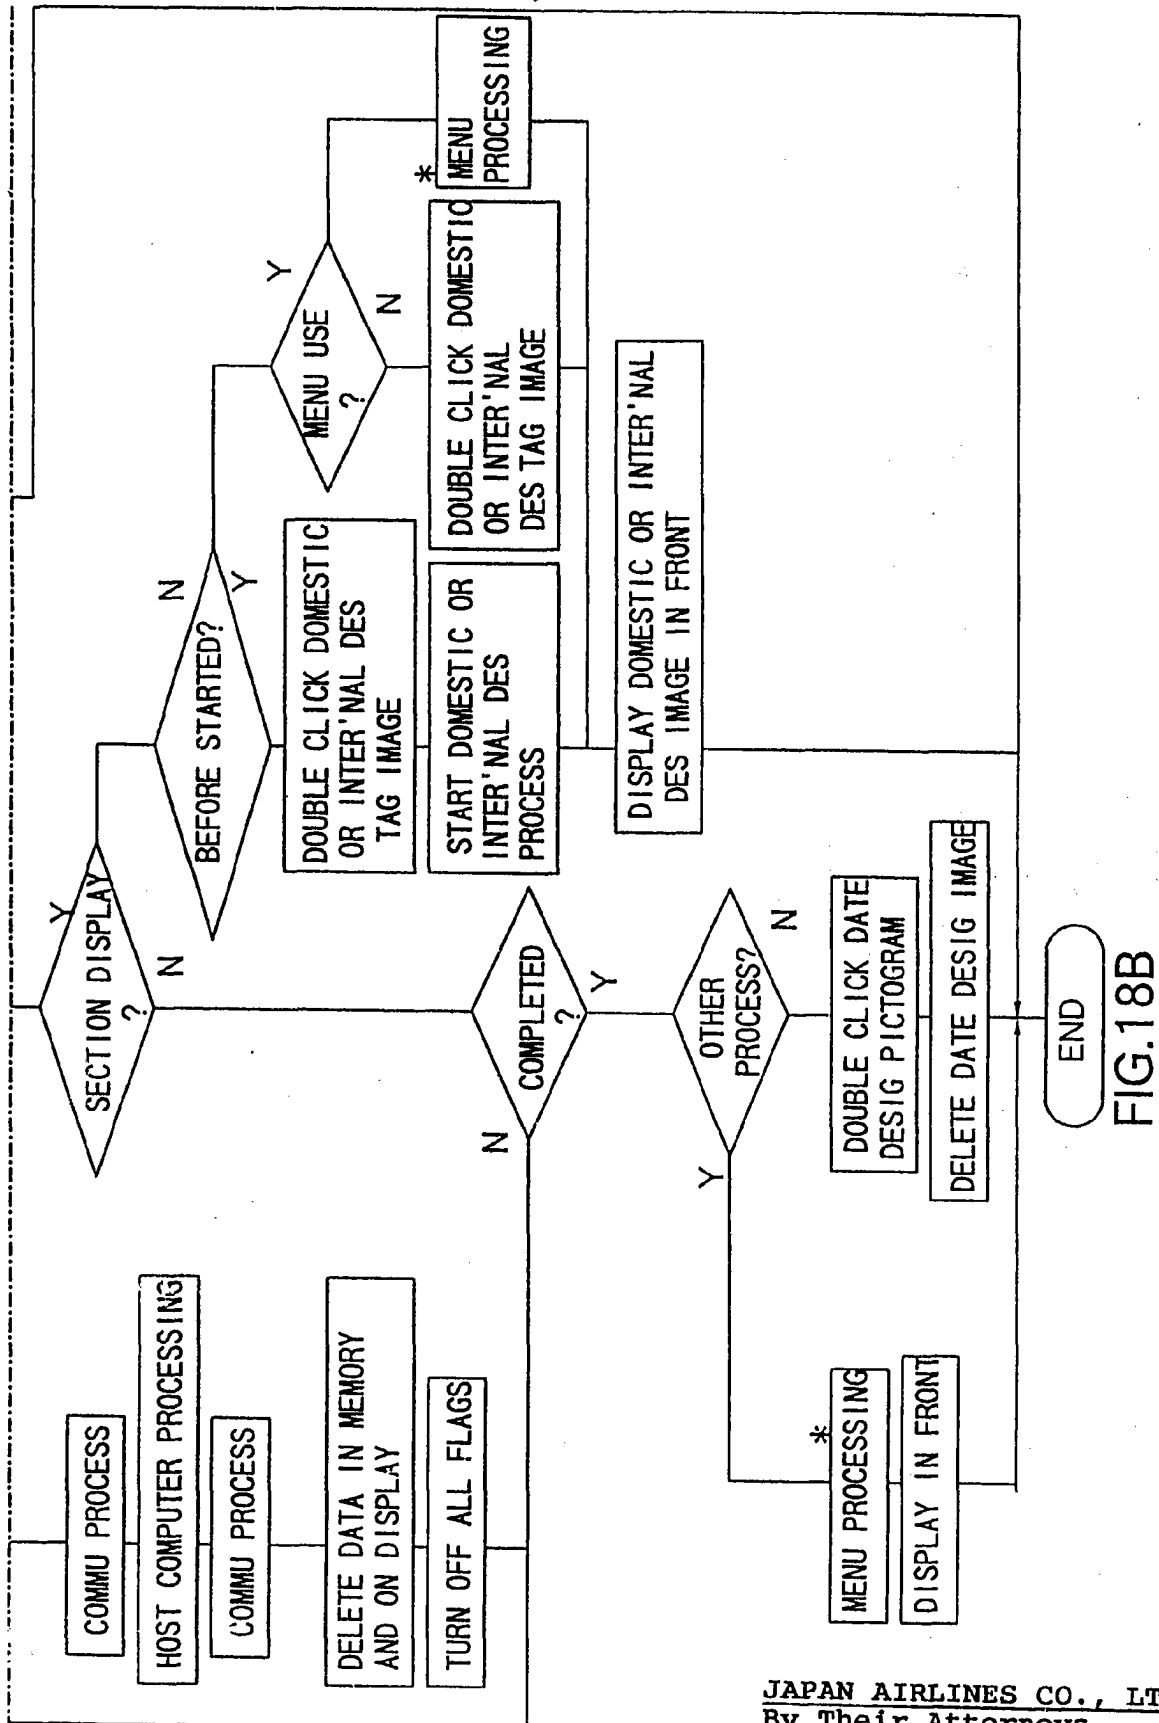 COMMU PROCESS
HOST COMPUTER PROCESSING
COMMU PROCESS
DELETE DATA IN MEMORY
AND ON DISPLAY
TURN OFF ALL FLAGS
SECTION DISPLAY
?
Y
N
BEFORE STARTED?
N
Y
MENU USE
?
Y
N
DOUBLE CLICK DOMESTIC
OR INTER'NAL DES
TAG IMAGE
START DOMESTIC OR
INTER'NAL DES
PROCESS
DOUBLE CLICK DOMESTIC
OR INTER'NAL
DES TAG IMAGE
*
MENU
PROCESSING
DISPLAY DOMESTIC OR INTER'NAL
DES IMAGE IN FRONT
COMPLETED
?
N
Y
OTHER
PROCESS?
Y
N
*
MENU PROCESSING
DISPLAY IN FRONT
DOUBLE CLICK DATE
DESIG PICTOGRAM
DELETE DATE DESIG IMAGE
END
FIG.18B
JAPAN AIRLINES CO., LT
By Their Attorneys